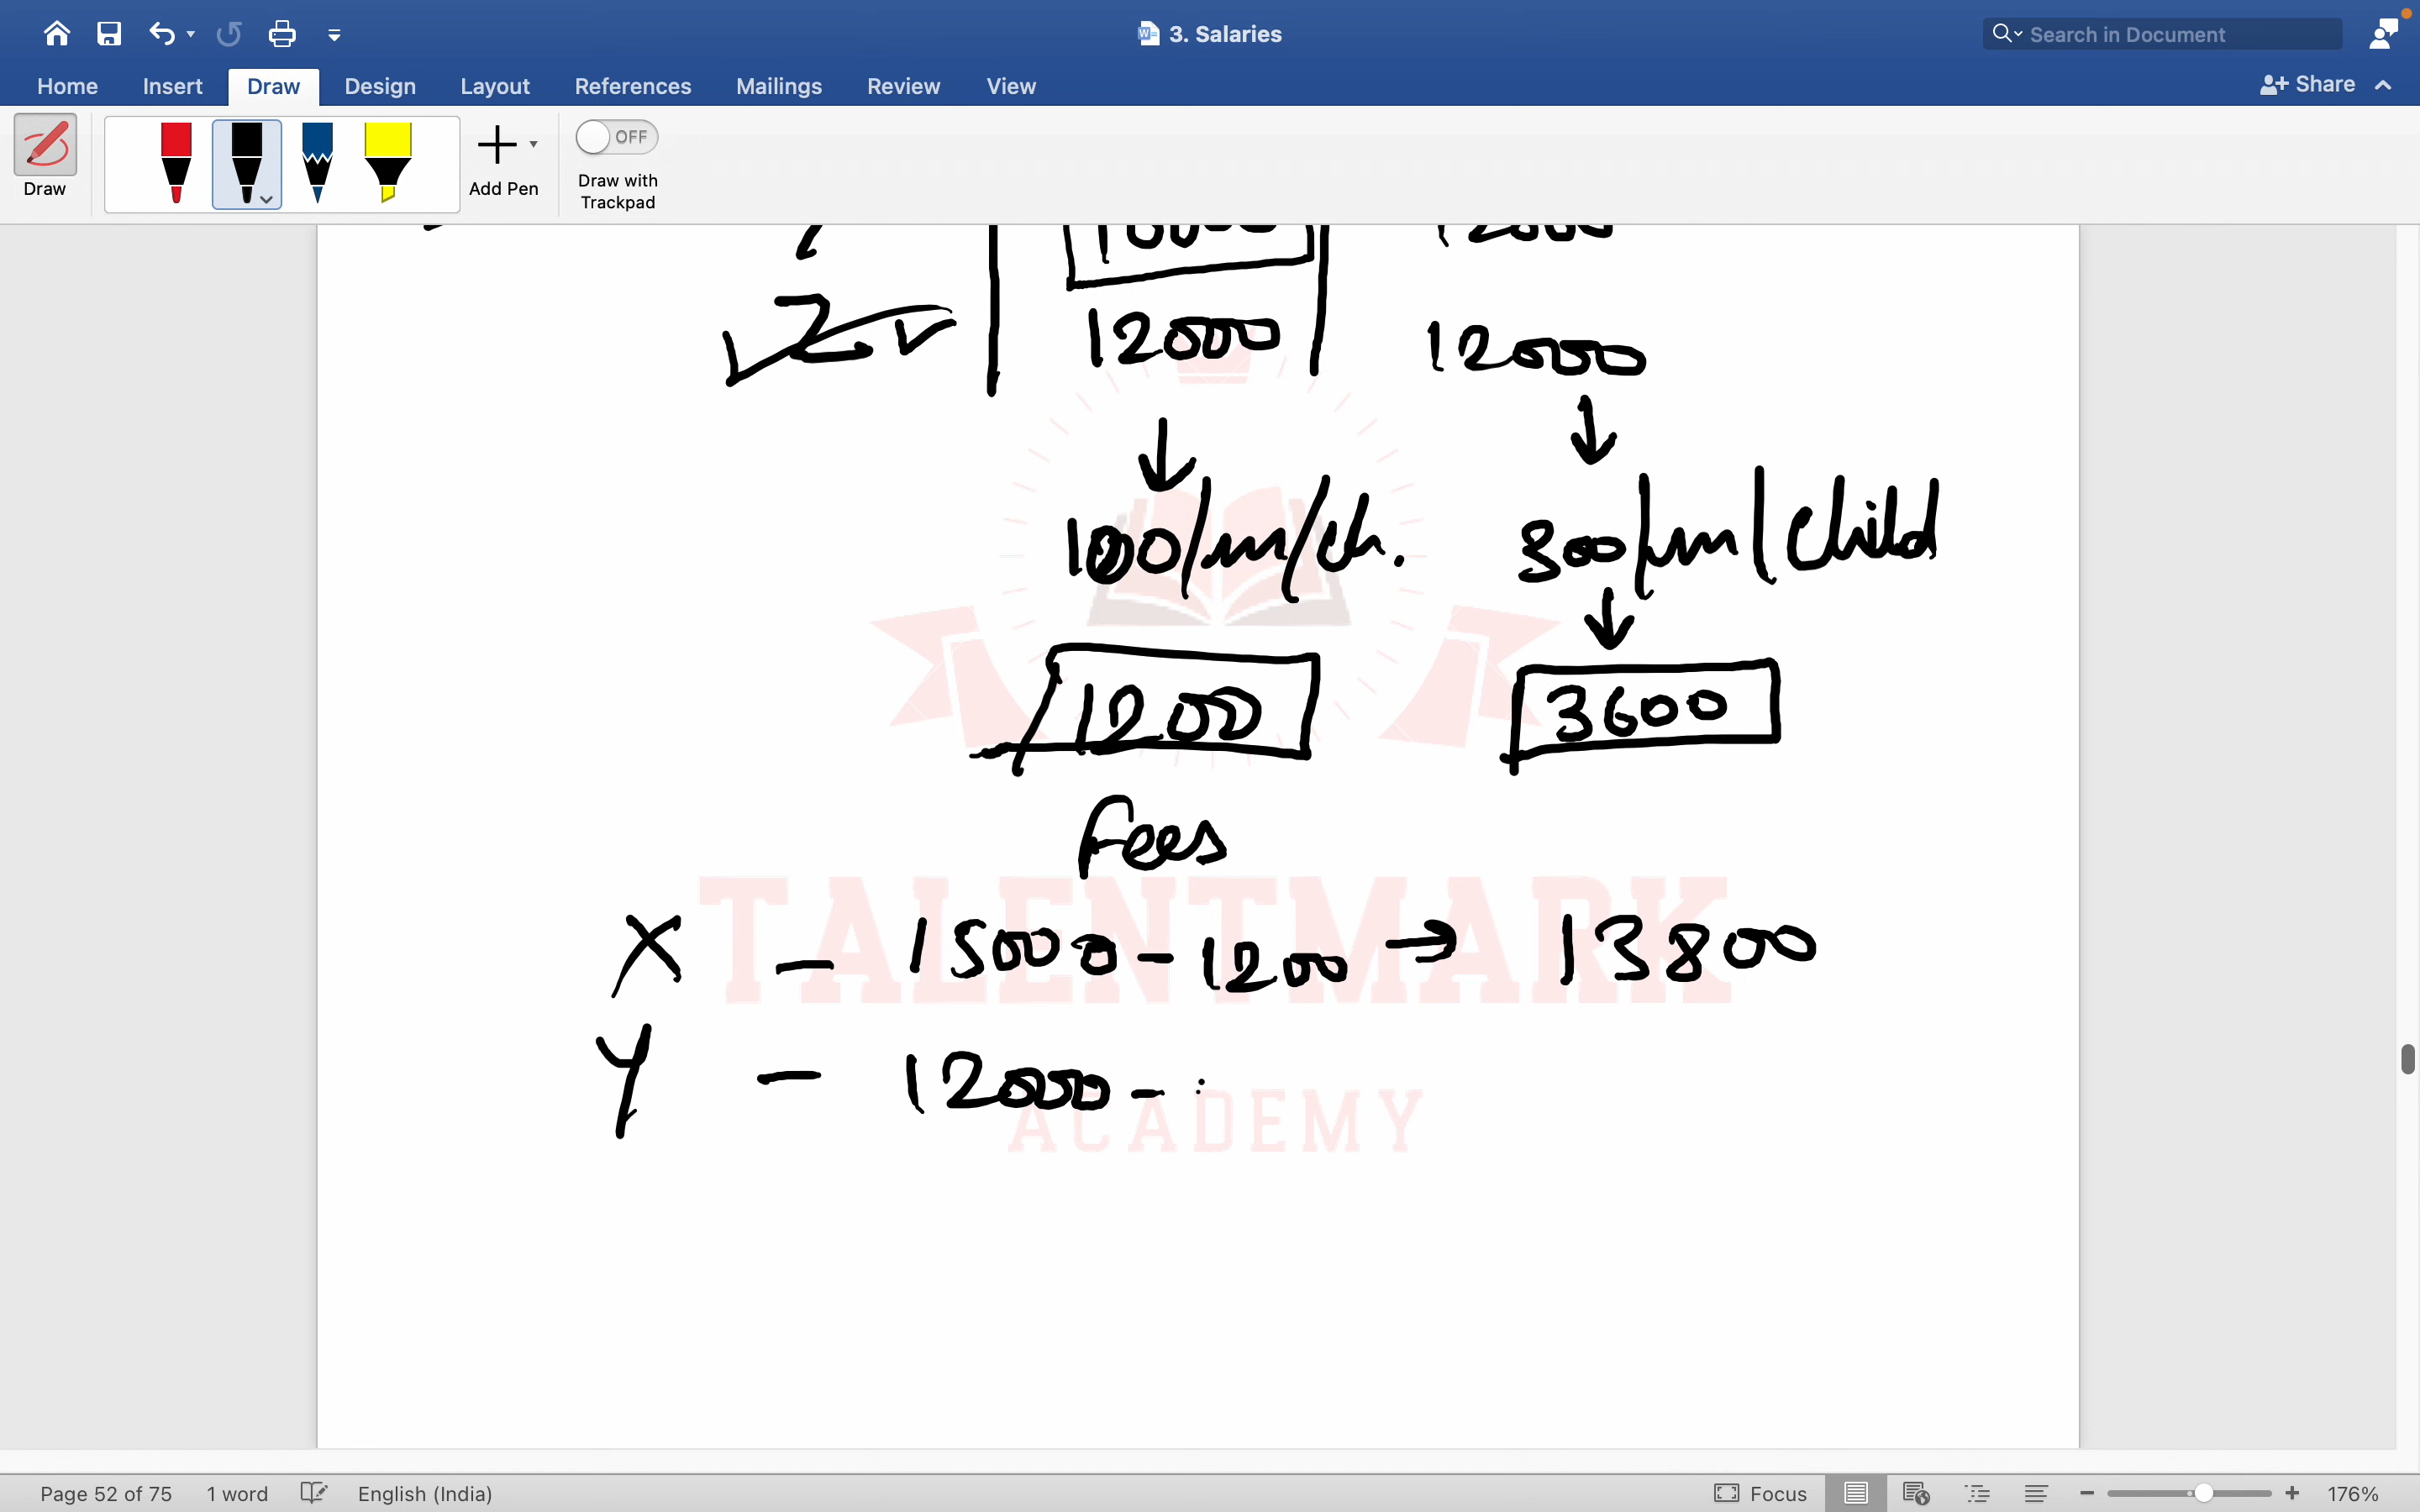 3. Salaries
Search in Document
Home Insert Draw Design Layout References Mailings Review View
Share
Draw
Add Pen
OFF
Draw with
Trackpad
12000
Z 12000 12000
100/m/ch. 300/m/child
1200 3600
Fees
X - 15000-1200 → 13800
Y - 12000 -
TALENTMARK
ACADEMY
Page 52 of 75 1 word English (India) Focus 176%